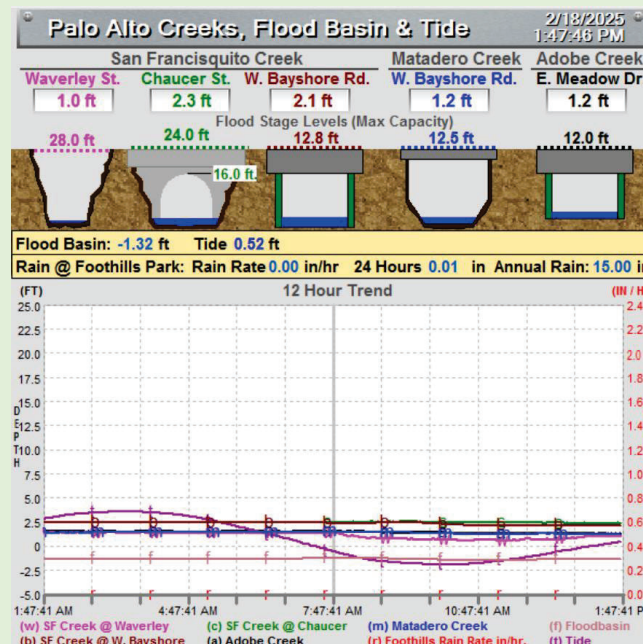 Palo Alto Creeks, Flood Basin & Tide
2/18/2025
1:47:46 PM
San Francisquito Creek Matadero Creek Adobe Creek
Waverley St. Chaucer St. W. Bayshore Rd. W. Bayshore Rd. E. Meadow Dr
1.0 ft 2.3 ft 2.1 ft 1.2 ft 1.2 ft
Flood Stage Levels (Max Capacity)
28.0 ft 24.0 ft 12.8 ft 12.5 ft 12.0 ft
16.0 ft.
Flood Basin: -1.32 ft Tide 0.52 ft
Rain @ Foothills Park: Rain Rate 0.00 in/hr 24 Hours 0.01 in Annual Rain: 15.00 i
(FT) 12 Hour Trend (IN / H
25.0 2.4
22.5 2.2
20.0 2.0
17.5 1.8
15.0 1.6
12.5 1.4
10.0 1.2
7.5 1.0
5.0 0.8
2.5 0.6
0 0.4
-2.5 0.2
-5.0 0.0
DEPTH
1:47:41 AM 4:47:41 AM 7:47:41 AM 10:47:41 AM 1:47:41 P
(w) SF Creek @ Waverley (c) SF Creek @ Chaucer (m) Matadero Creek (f) Floodbasin
(b) SF Creek @ W. Bayshore (a) Adobe Creek (r) Foothills Rain Rate in/hr. (t) Tide